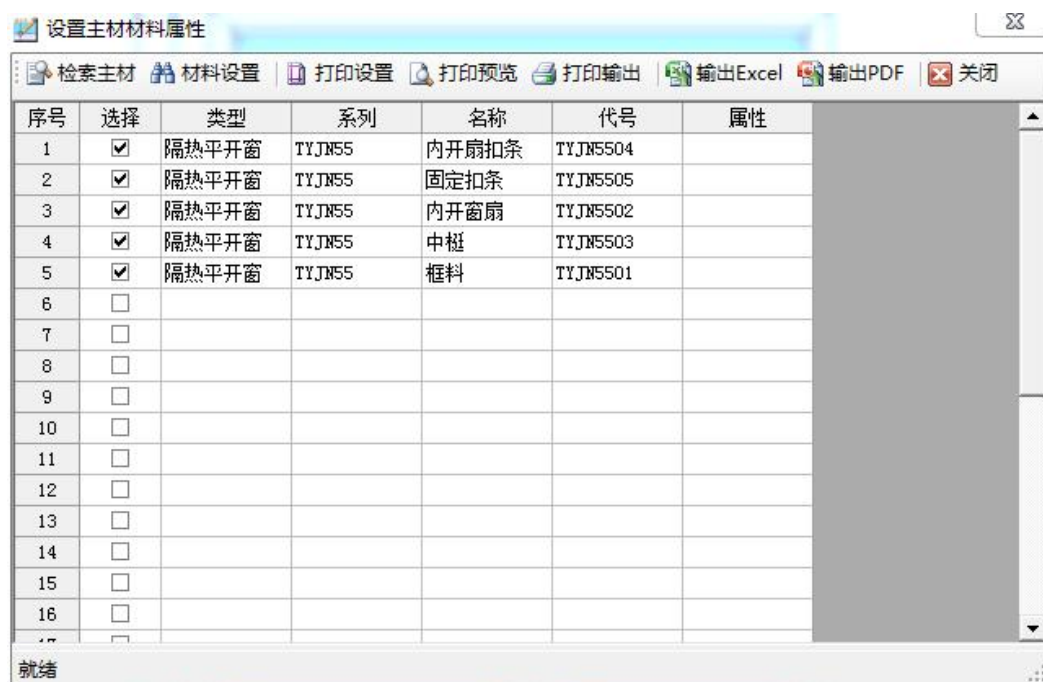 设置主材材料属性
检索主材 材料设置 打印设置 打印预览 打印输出 输出Excel 输出PDF 关闭
序号 选择 类型 系列 名称 代号 属性
1 隔热平开窗 TYJN55 内开扇扣条 TYJN5504
2 隔热平开窗 TYJN55 固定扣条 TYJN5505
3 隔热平开窗 TYJN55 内开窗扇 TYJN5502
4 隔热平开窗 TYJN55 中梃 TYJN5503
5 隔热平开窗 TYJN55 框料 TYJN5501
6
7
8
9
10
11
12
13
14
15
16
就绪